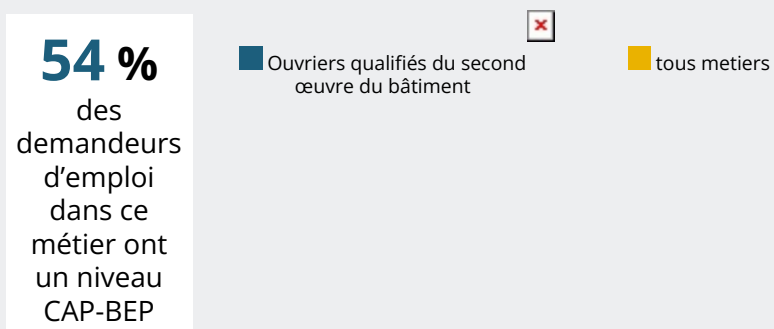 54 %
des
demandeurs
d'emploi
dans ce
métier ont
un niveau
CAP-BEP
Ouvriers qualifiés du second
œuvre du bâtiment
tous metiers